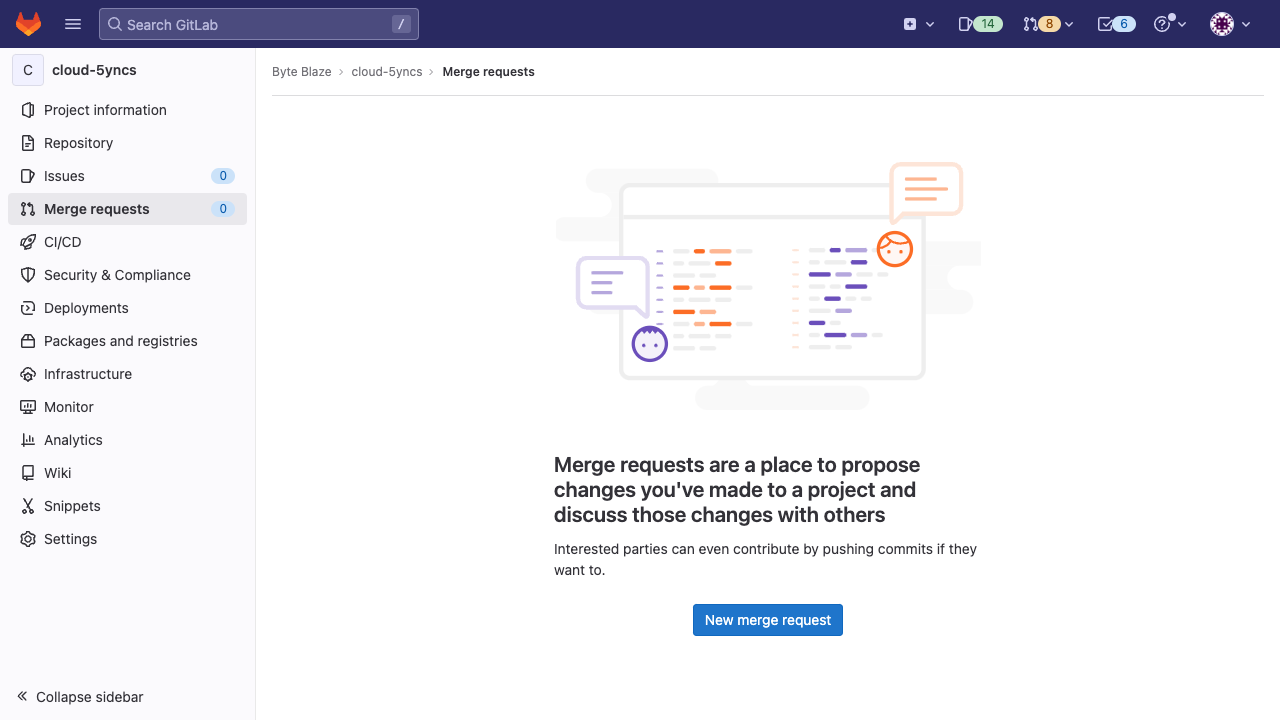 Search GitLab
/
14
8
6
C
cloud-5yncs
Project information
Repository
Issues
0
Merge requests
0
CI/CD
Security & Compliance
Deployments
Packages and registries
Infrastructure
Monitor
Analytics
Wiki
Snippets
Settings
Collapse sidebar
Byte Blaze
cloud-5yncs
Merge requests
Merge requests are a place to propose
changes you've made to a project and
discuss those changes with others
Interested parties can even contribute by pushing commits if they
want to.
New merge request